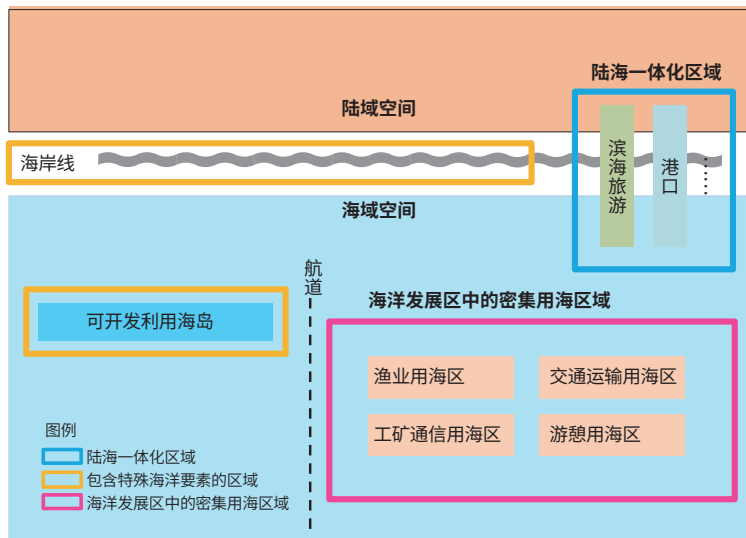 陆海一体化区域
陆域空间
海岸线
滨海旅游
港口
海域空间
航道
海洋发展区中的密集用海区域
可开发利用海岛
渔业用海区
交通运输用海区
工矿通信用海区
游憩用海区
图例
陆海一体化区域
包含特殊海洋要素的区域
海洋发展区中的密集用海区域